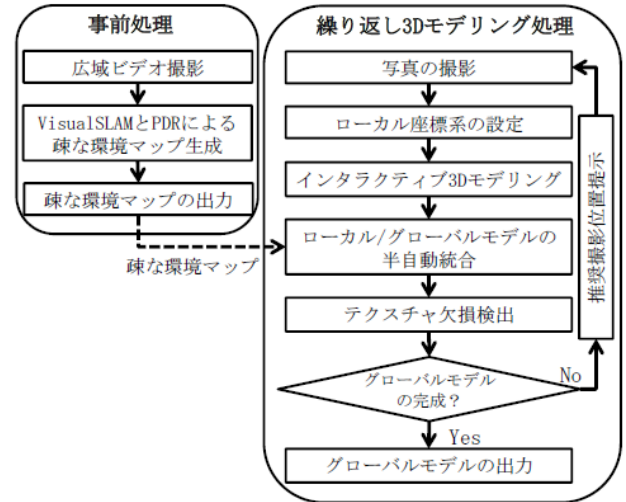 事前処理
広域ビデオ撮影
VisualSLAMとPDRによる
疎な環境マップ生成
疎な環境マップの出力
疎な環境マップ
繰り返し3Dモデリング処理
写真の撮影
ローカル座標系の設定
インタラクティブ3Dモデリング
ローカル/グローバルモデルの
半自動統合
テクスチャ欠損検出
グローバルモデル
の完成？
No
推奨撮影位置提示
Yes
グローバルモデルの出力